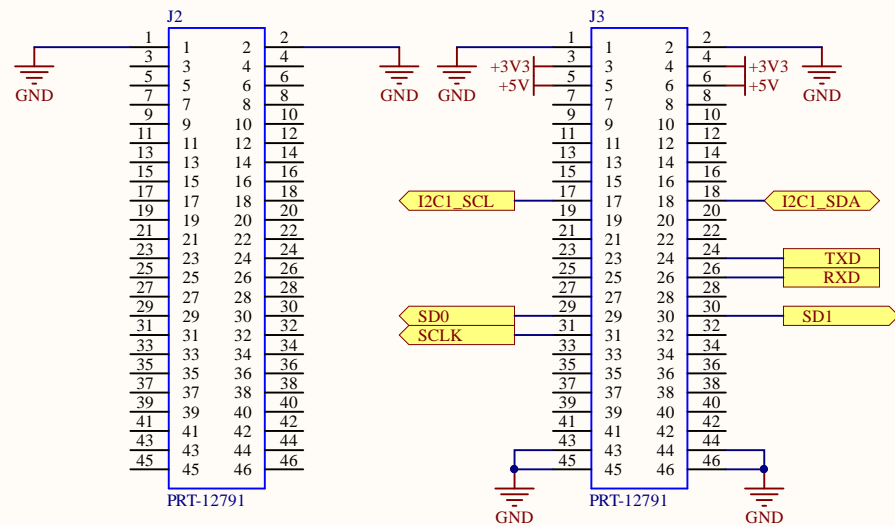 J2 J3
1 1 2 2 1 1 2 2
3 3 4 4 +3V3 3 3 4 4 +3V3
GND 5 5 6 6 GND +5V 5 5 6 6 +5V GND
7 7 8 8 7 7 8 8
9 9 10 10 9 9 10 10
11 11 12 12 11 11 12 12
13 13 14 14 13 13 14 14
15 15 16 16 15 15 16 16
17 17 18 18 I2C1_SCL 17 17 18 18 I2C1_SDA
19 19 20 20 19 19 20 20
21 21 22 22 21 21 22 22
23 23 24 24 23 23 24 24 TXD
25 25 26 26 25 25 26 26 RXD
27 27 28 28 27 27 28 28
29 29 30 30 SD0 29 29 30 30 SD1
31 31 32 32 SCLK 31 31 32 32
33 33 34 34 33 33 34 34
35 35 36 36 35 35 36 36
37 37 38 38 37 37 38 38
39 39 40 40 39 39 40 40
41 41 42 42 41 41 42 42
43 43 44 44 43 43 44 44
45 45 46 46 45 45 46 46
PRT-12791 PRT-12791
GND GND